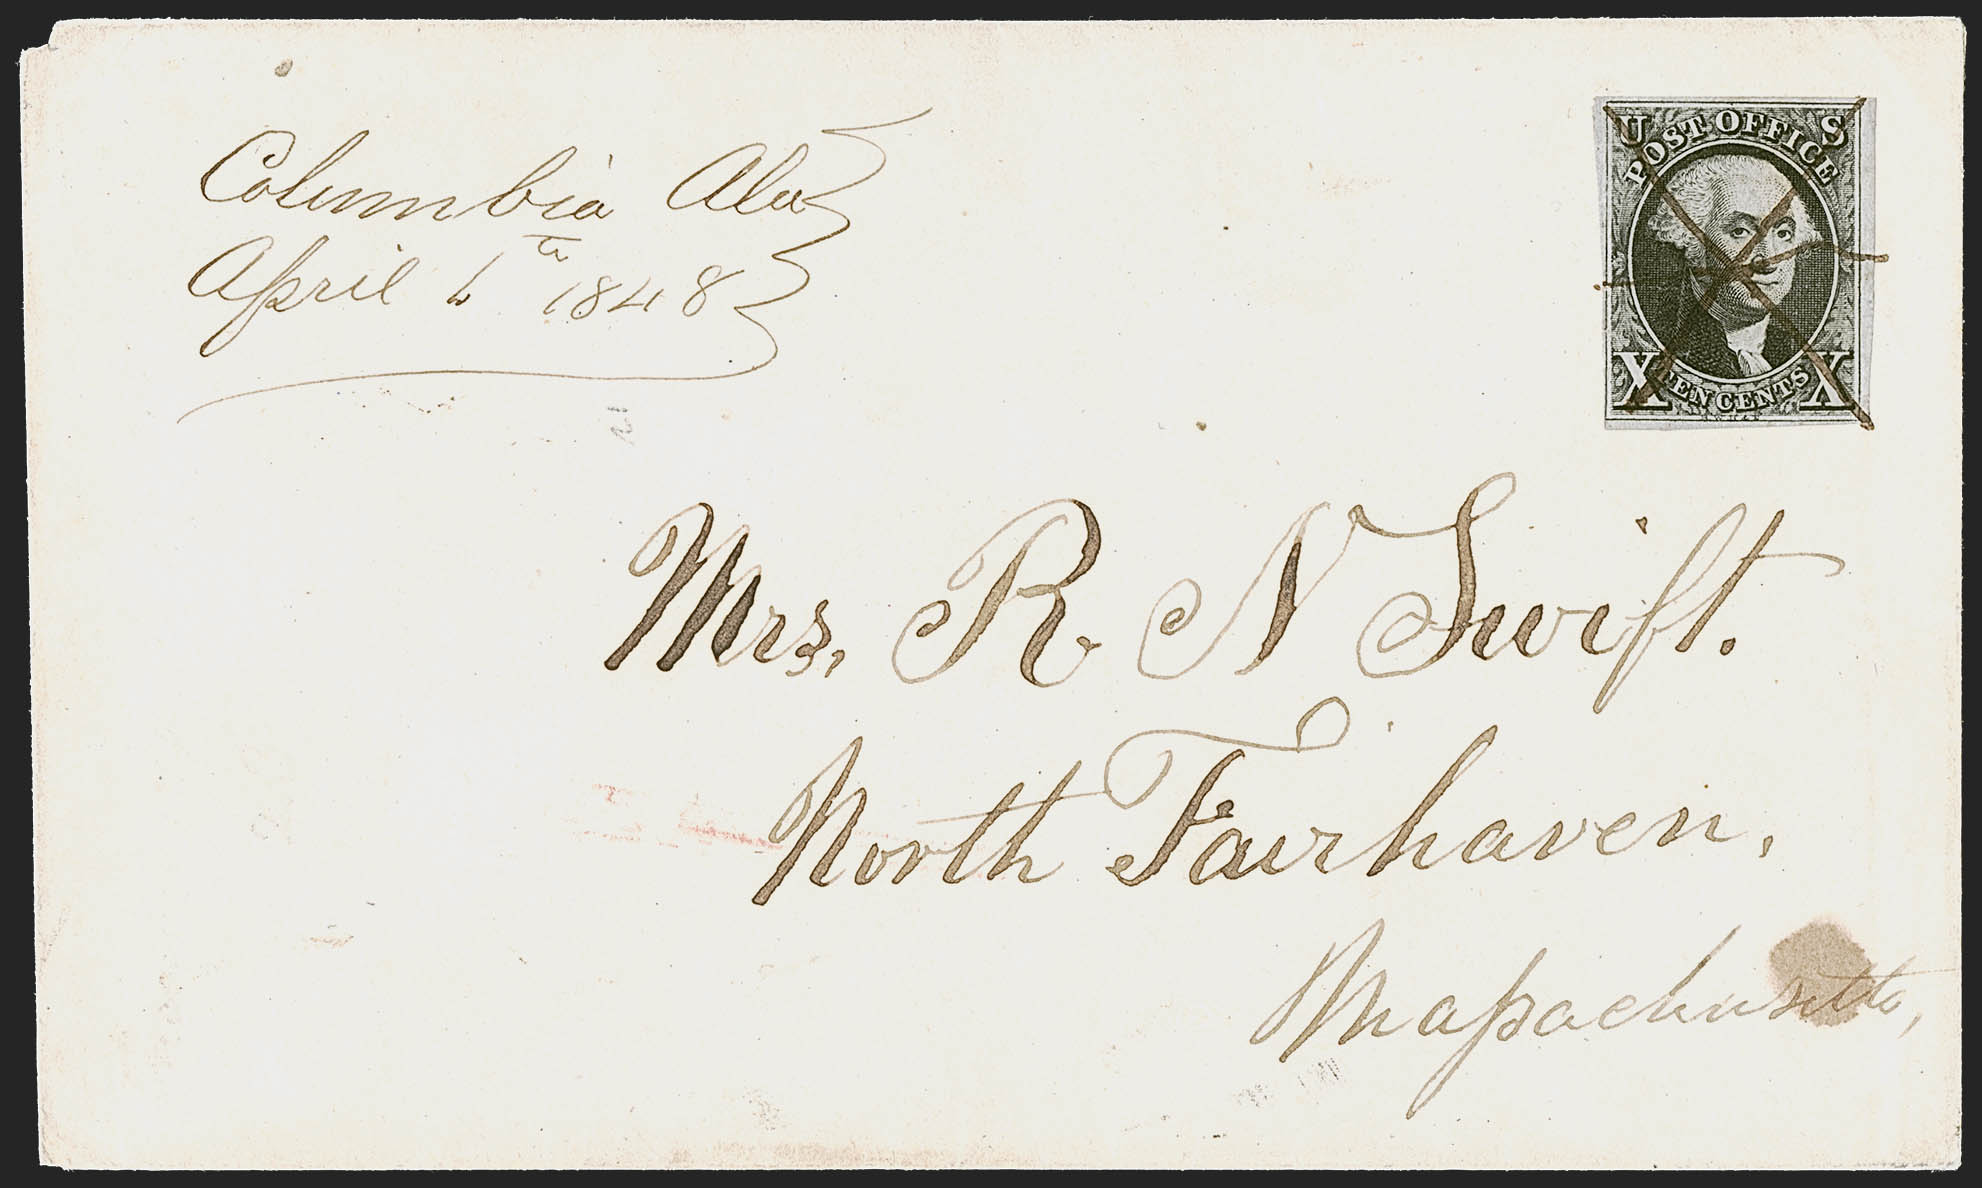 Columbia Ala
April 6th 1848
U S
POST OFFICE
X TEN CENTS X
Mrs. R N Swift.
North Fairhaven,
Massachusetts,